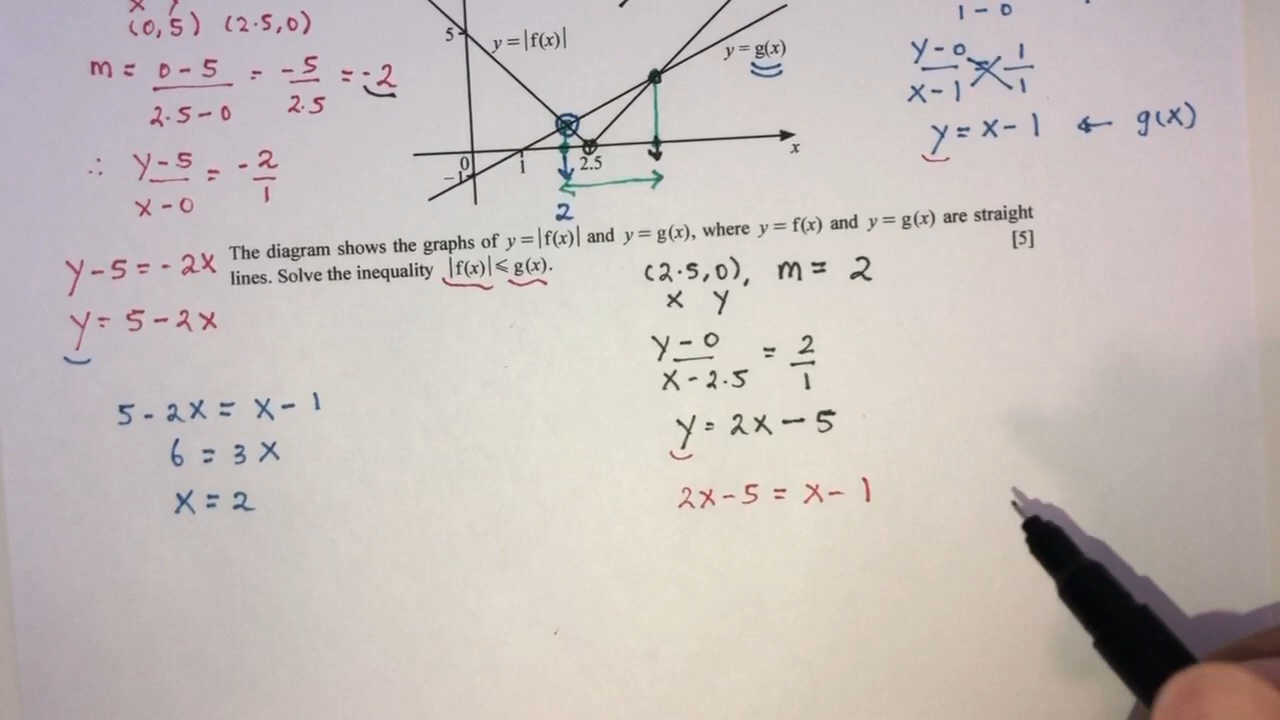 x y
(0,5) (2.5,0)
m = 0-5 / 2.5-0 = -5 / 2.5 = -2
∴ y-5 / x-0 = -2 / 1
y-5 = -2x
y = 5-2x
5
y = |f(x)|
y = g(x)
0
-1
1
2.5
x
2
1-0
y-0 / x-1 = 1 / 1
y = x-1 ← g(x)
The diagram shows the graphs of y = |f(x)| and y = g(x), where y = f(x) and y = g(x) are straight
lines. Solve the inequality |f(x)| ⩽ g(x).
[5]
5-2x = x-1
6 = 3x
x = 2
(2.5,0), m = 2
x y
y-0 / x-2.5 = 2 / 1
y = 2x-5
2x-5 = x-1